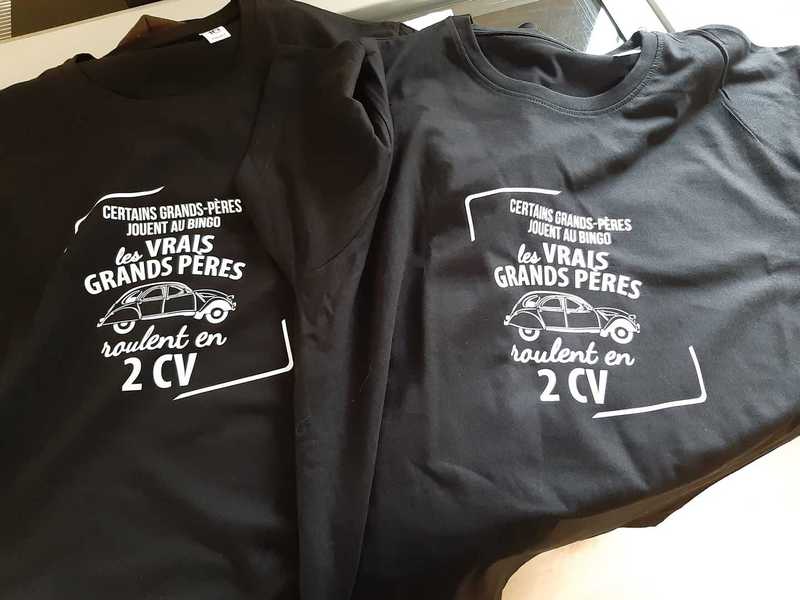 CERTAINS GRANDS-PÈRES
JOUENT AU BINGO
les VRAIS
GRANDS PÈRES
roulent en
2 CV
CERTAINS GRANDS-PÈRES
JOUENT AU BINGO
les VRAIS
GRANDS PÈRES
roulent en
2 CV